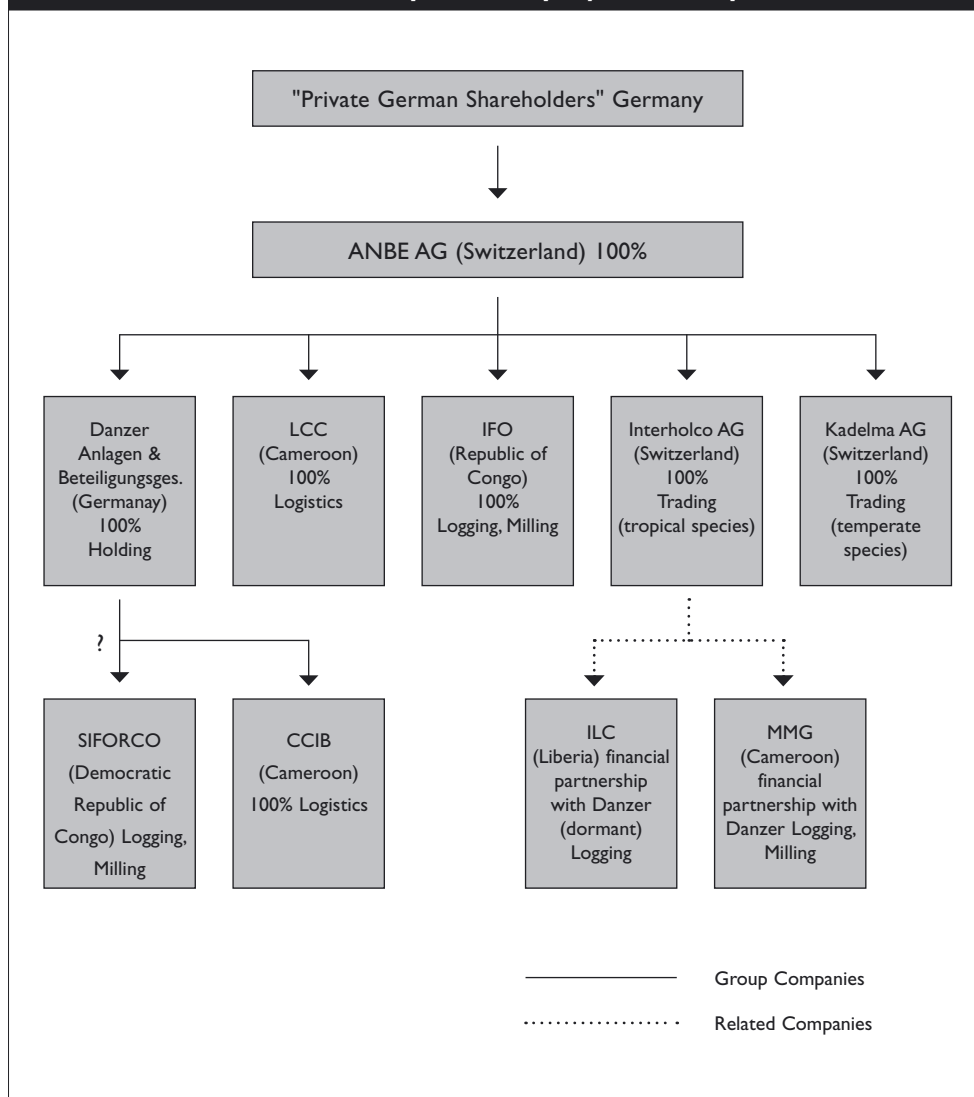 "Private German Shareholders" Germany
ANBE AG (Switzerland) 100%
Danzer
Anlagen &
Beteiligungsges.
(Germanay)
100%
Holding
LCC
(Cameroon)
100%
Logistics
IFO
(Republic of
Congo)
100%
Logging, Milling
Interholco AG
(Switzerland)
100%
Trading
(tropical species)
Kadelma AG
(Switzerland)
100%
Trading
(temperate
species)
?
SIFORCO
(Democratic
Republic of
Congo) Logging,
Milling
CCIB
(Cameroon)
100% Logistics
ILC
(Liberia) financial
partnership
with Danzer
(dormant)
Logging
MMG
(Cameroon)
financial
partnership with
Danzer Logging,
Milling
Group Companies
Related Companies